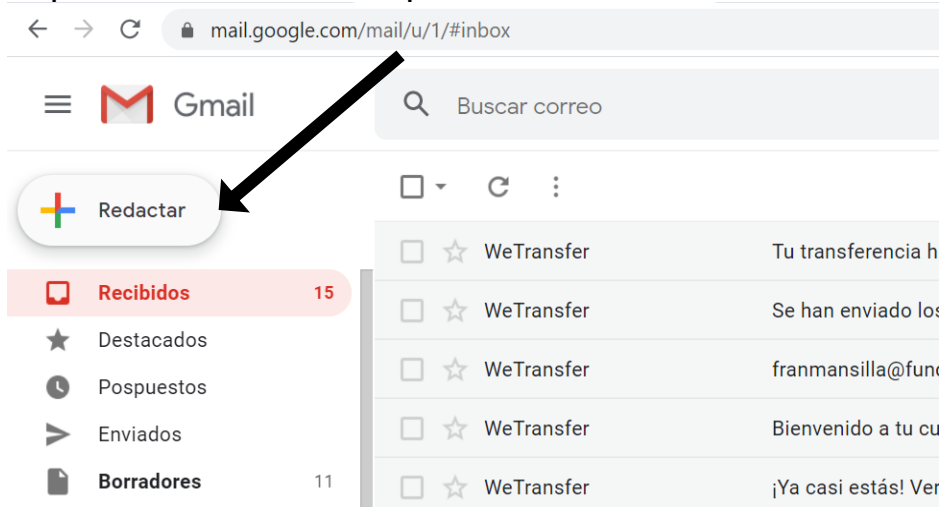 mail.google.com/mail/u/1/#inbox
Gmail
Buscar correo
Redactar
Recibidos 15
Destacados
Pospuestos
Enviados
Borradores 11
WeTransfer Tu transferencia h
WeTransfer Se han enviado los
WeTransfer franmansilla@fund
WeTransfer Bienvenido a tu cu
WeTransfer ¡Ya casi estás! Ver